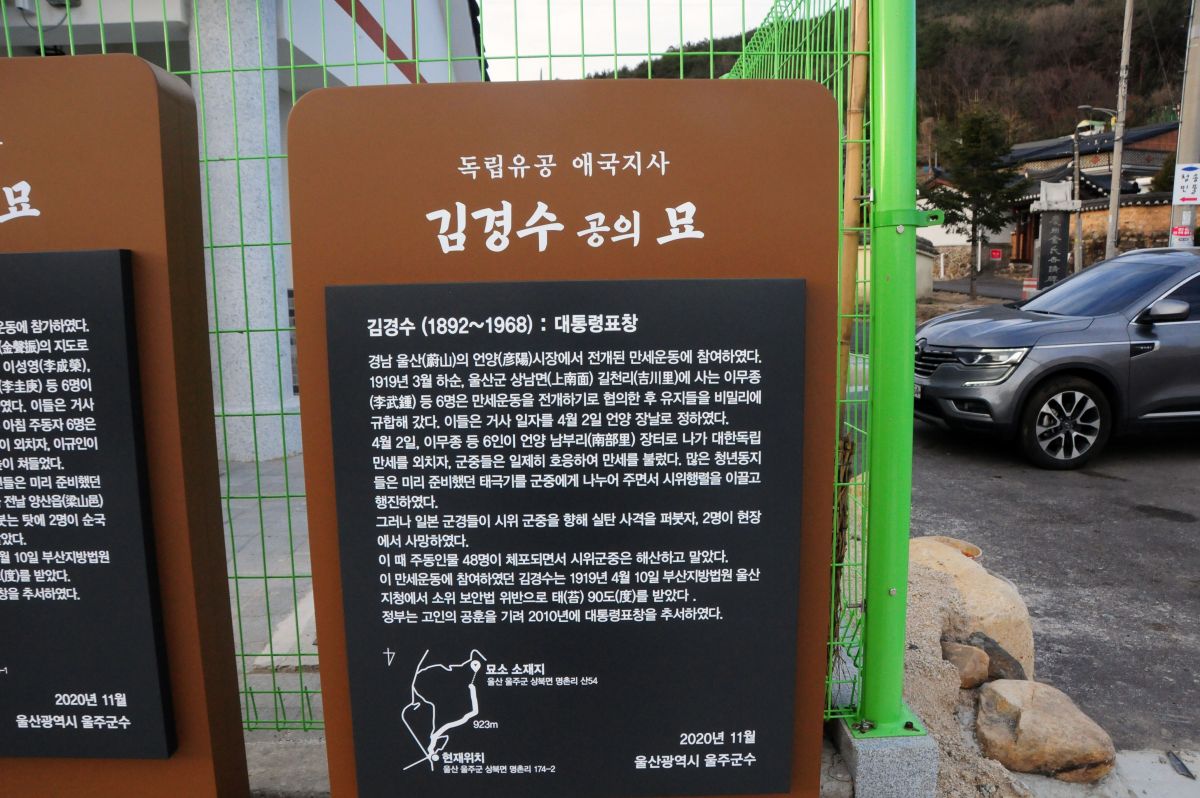 묘
운동에 참가하였다.
(金聲振)의 지도로
이성영(李成榮),
(李圭庚) 등 6명이
였다. 이들은 거사
아침 주동자 6명은
이 외치자, 이규인이
높이 쳐들었다.
들은 미리 준비했던
전날 양산읍(梁山邑
붓는 탓에 2명이 순국
았다.
월 10일 부산지방법원
(度)를 받았다.
창을 추서하였다.
2020년 11월
울산광역시 울주군수
독립유공 애국지사
김경수 공의 묘
김경수 (1892~1968) : 대통령표창
경남 울산(蔚山)의 언양(彦陽)시장에서 전개된 만세운동에 참여하였다.
1919년 3월 하순, 울산군 상남면(上南面) 길천리(吉川里)에 사는 이무종
(李武鍾) 등 6명은 만세운동을 전개하기로 협의한 후 유지들을 비밀리에
규합해 갔다. 이들은 거사 일자를 4월 2일 언양 장날로 정하였다.
4월 2일, 이무종 등 6인이 언양 남부리(南部里) 장터로 나가 대한독립
만세를 외치자, 군중들은 일제히 호응하여 만세를 불렀다. 많은 청년동지
들은 미리 준비했던 태극기를 군중에게 나누어 주면서 시위행렬을 이끌고
행진하였다.
그러나 일본 군경들이 시위 군중을 향해 실탄 사격을 퍼붓자, 2명이 현장
에서 사망하였다.
이 때 주동인물 48명이 체포되면서 시위군중은 해산하고 말았다.
이 만세운동에 참여하였던 김경수는 1919년 4월 10일 부산지방법원 울산
지청에서 소위 보안법 위반으로 태(苔) 90도(度)를 받았다 .
정부는 고인의 공훈을 기려 2010년에 대통령표창을 추서하였다.
4
묘소 소재지
울산 울주군 상북면 명촌리 산54
923m
현재위치
울산 울주군 상북면 명촌리 174-2
2020년 11월
울산광역시 울주군수